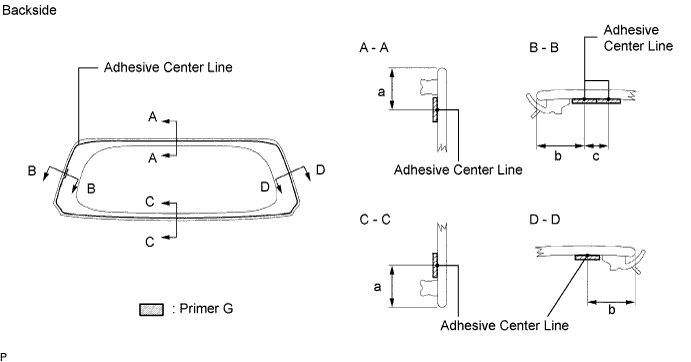 Backside
Adhesive Center Line
A
A
B
B
D
D
C
C
: Primer G
A - A
a
Adhesive Center Line
B - B
Adhesive
Center Line
b
c
C - C
a
D - D
b
Adhesive Center Line
P